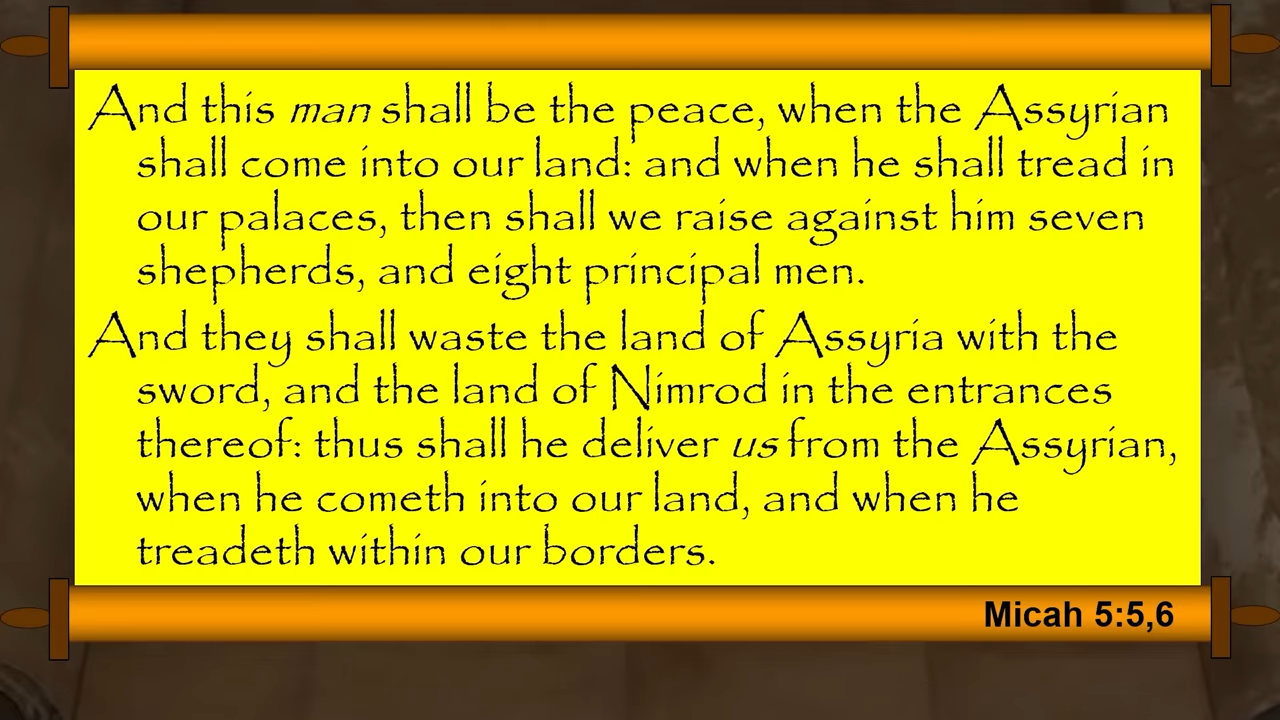 And this man shall be the peace, when the Assyrian
shall come into our land: and when he shall tread in
our palaces, then shall we raise against him seven
shepherds, and eight principal men.
And they shall waste the land of Assyria with the
sword, and the land of Nimrod in the entrances
thereof: thus shall he deliver us from the Assyrian,
when he cometh into our land, and when he
treadeth within our borders.
Micah 5:5,6